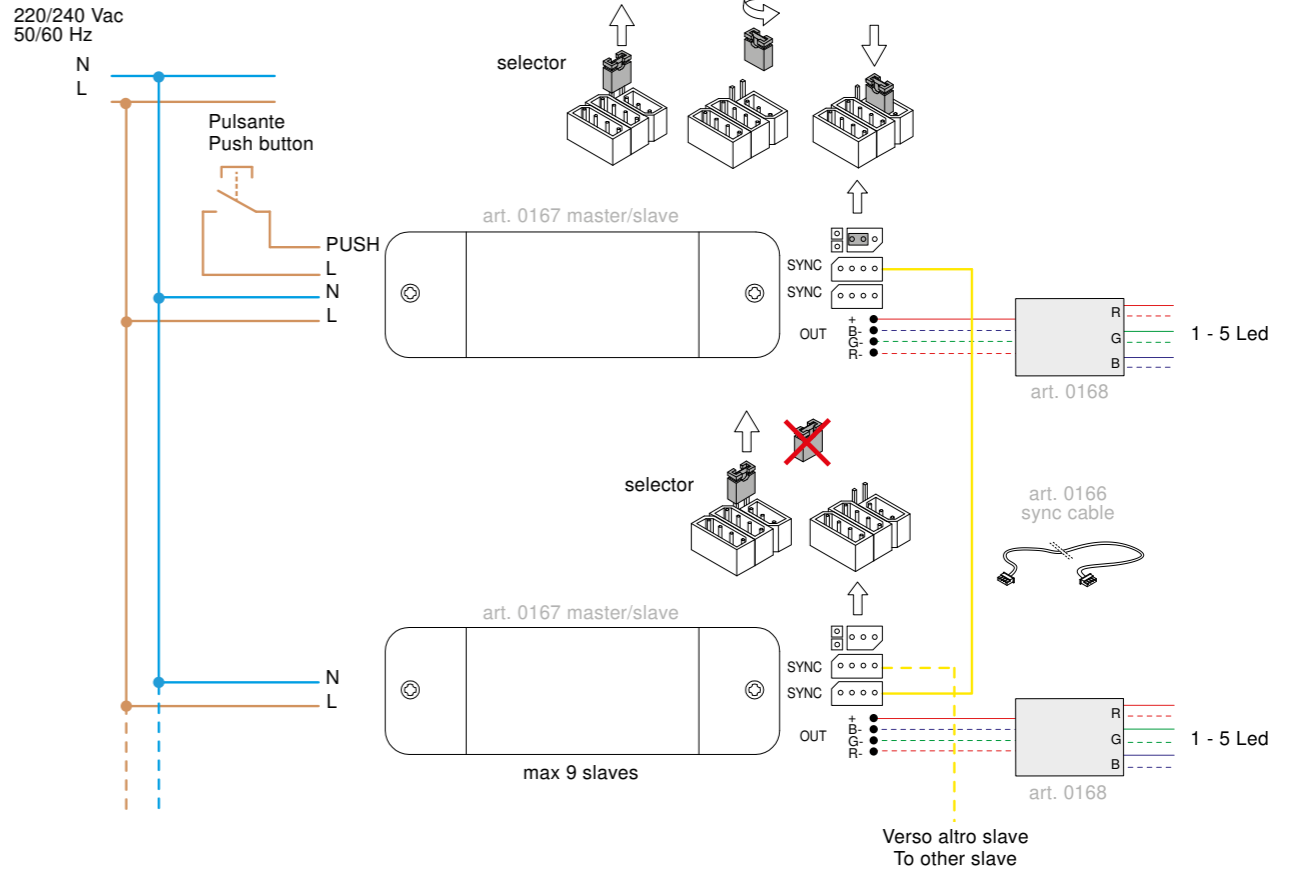 220/240 Vac
50/60 Hz
N
L
selector
Pulsante
Push button
art. 0167 master/slave
PUSH
L
N
L
SYNC
SYNC
OUT
+
B-
G-
R-
R
G
B
1 - 5 Led
art. 0168
selector
art. 0166
sync cable
art. 0167 master/slave
N
L
SYNC
SYNC
OUT
+
B-
G-
R-
R
G
B
1 - 5 Led
art. 0168
max 9 slaves
Verso altro slave
To other slave